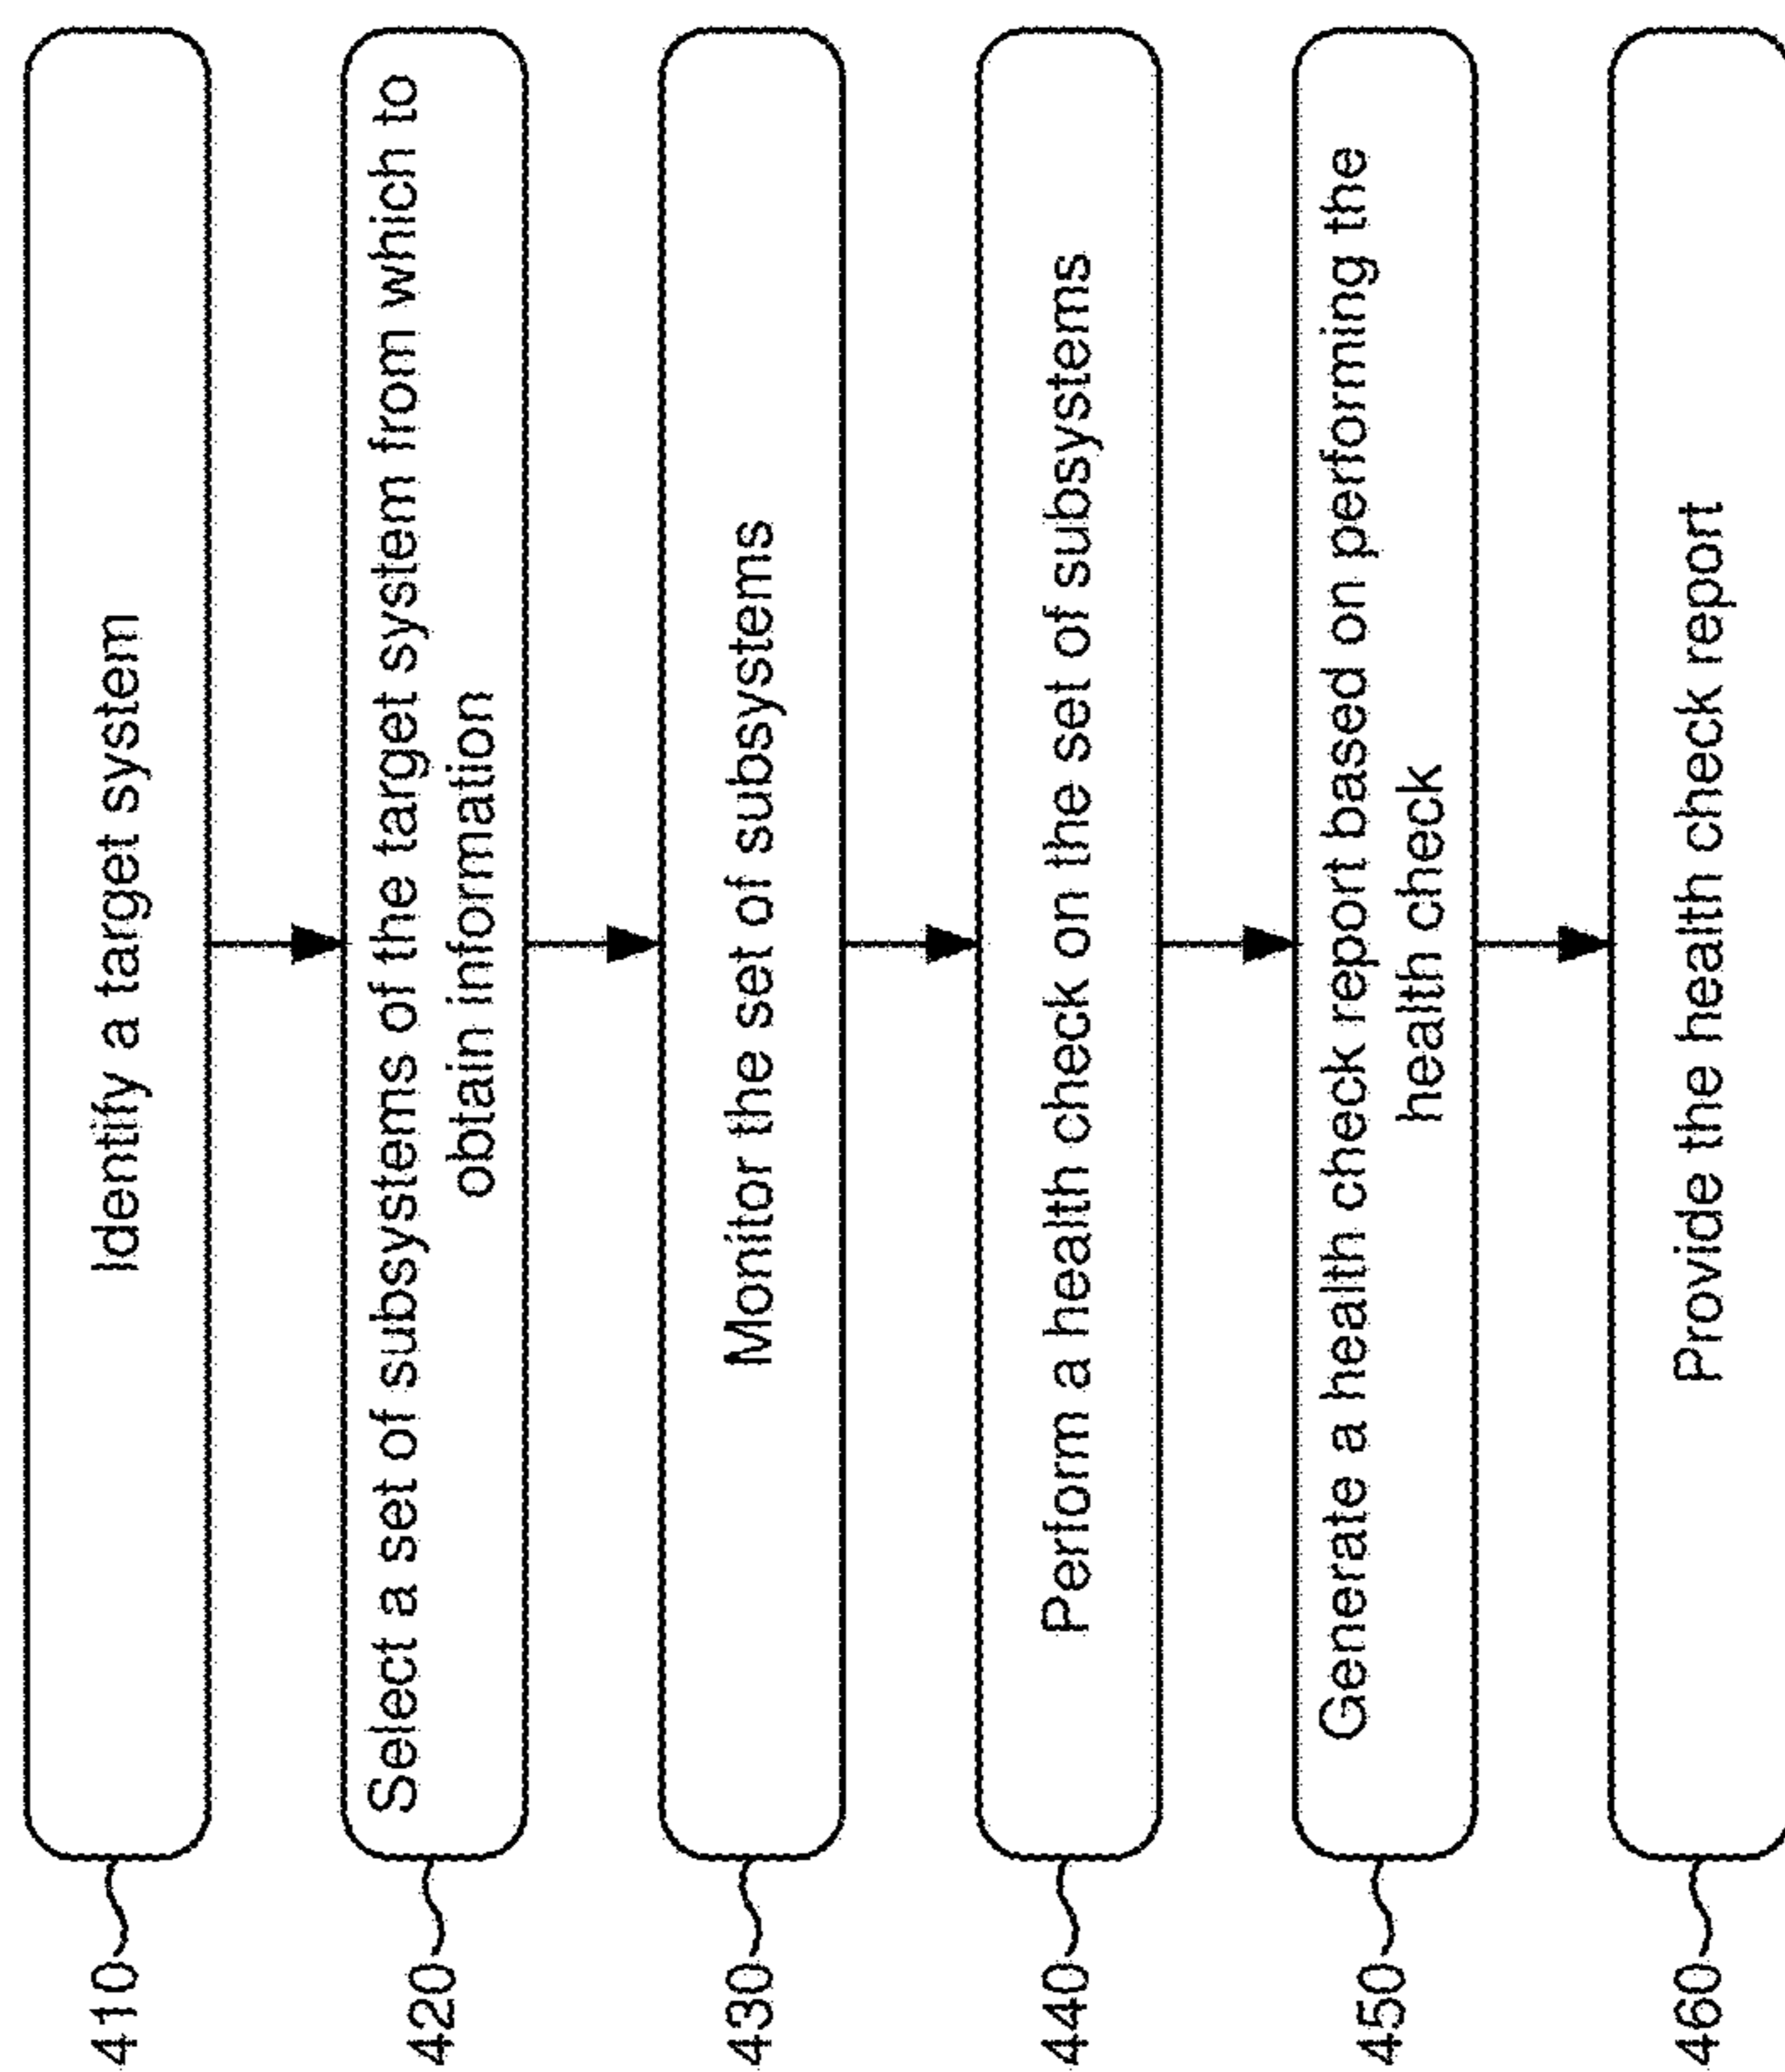 410
Identify a target system
420
Select a set of subsystems of the target system from which to
obtain information
430
Monitor the set of subsystems
440
Perform a health check on the set of subsystems
450
Generate a health check report based on performing the
health check
460
Provide the health check report